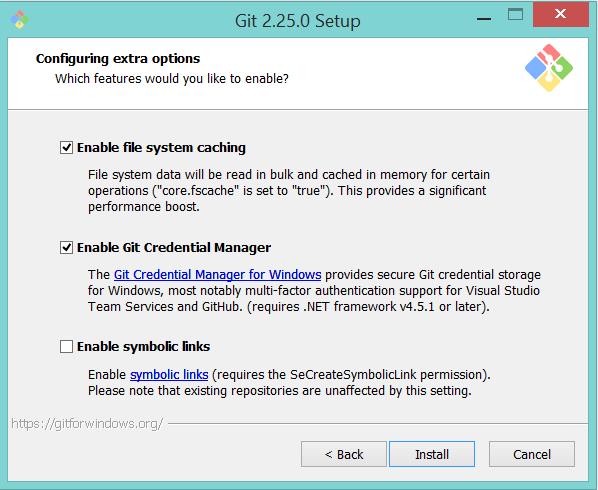 Git 2.25.0 Setup
Configuring extra options
Which features would you like to enable?
Enable file system caching
File system data will be read in bulk and cached in memory for certain
operations ("core.fscache" is set to "true"). This provides a significant
performance boost.
Enable Git Credential Manager
The Git Credential Manager for Windows provides secure Git credential storage
for Windows, most notably multi-factor authentication support for Visual Studio
Team Services and GitHub. (requires .NET framework v4.5.1 or later).
Enable symbolic links
Enable symbolic links (requires the SeCreateSymbolicLink permission).
Please note that existing repositories are unaffected by this setting.
https://gitforwindows.org/
< Back
Install
Cancel